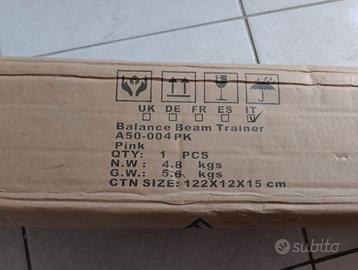 UK DE FR ES IT
Balance Beam Trainer
A50-004PK
Pink
QTY: 1 PCS
N.W: 4.8 kgs
G.W: 5.6 kgs
CTN SIZE: 122X12X15 cm
subito